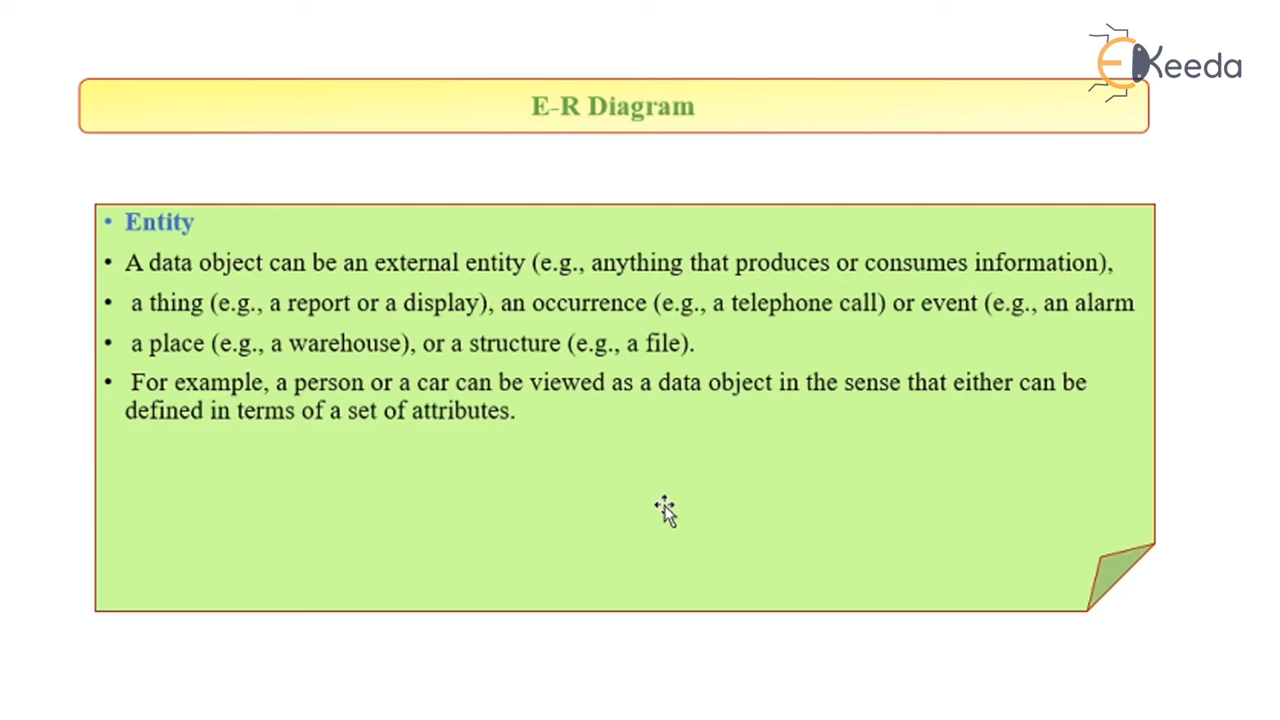 EKeeda
E-R Diagram
• Entity
• A data object can be an external entity (e.g., anything that produces or consumes information),
• a thing (e.g., a report or a display), an occurrence (e.g., a telephone call) or event (e.g., an alarm
• a place (e.g., a warehouse), or a structure (e.g., a file).
• For example, a person or a car can be viewed as a data object in the sense that either can be
defined in terms of a set of attributes.